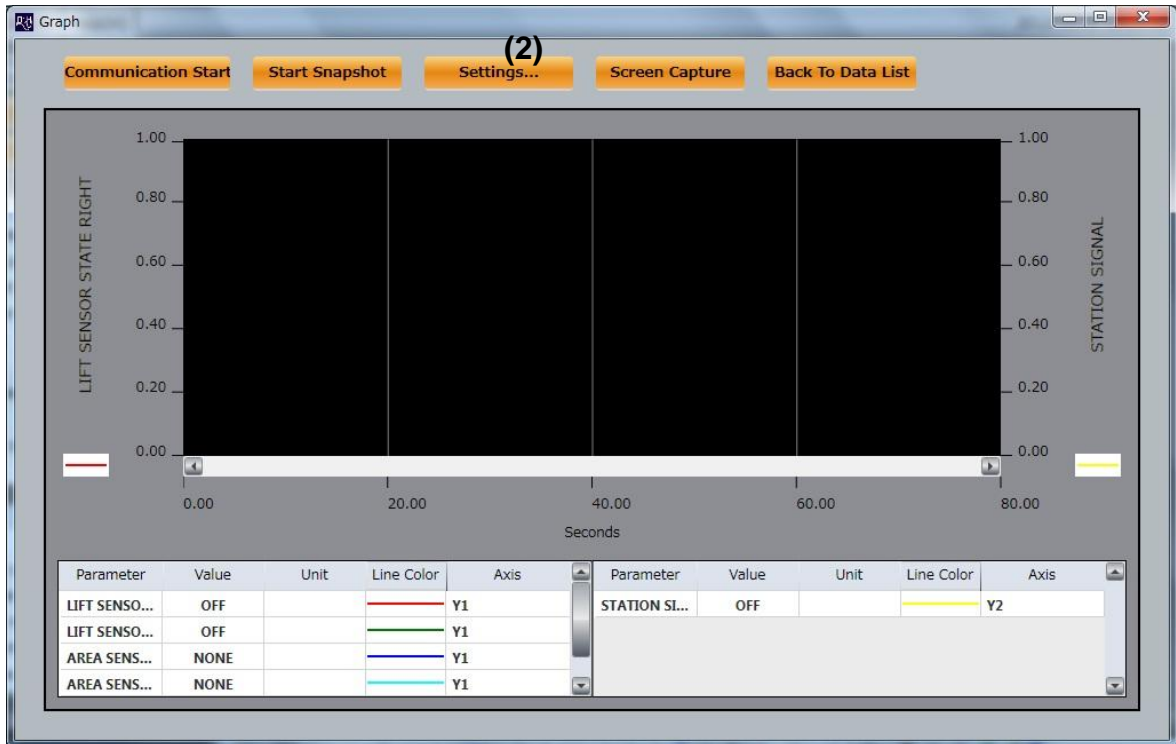 Graph
(2)
Communication Start Start Snapshot Settings... Screen Capture Back To Data List
LIFT SENSOR STATE RIGHT
1.00
0.80
0.60
0.40
0.20
0.00
1.00
0.80
0.60
0.40
0.20
0.00
STATION SIGNAL
0.00 20.00 40.00 60.00 80.00
Seconds
Parameter Value Unit Line Color Axis
LIFT SENSO... OFF Y1
LIFT SENSO... OFF Y1
AREA SENS... NONE Y1
AREA SENS... NONE Y1
Parameter Value Unit Line Color Axis
STATION SI... OFF Y2